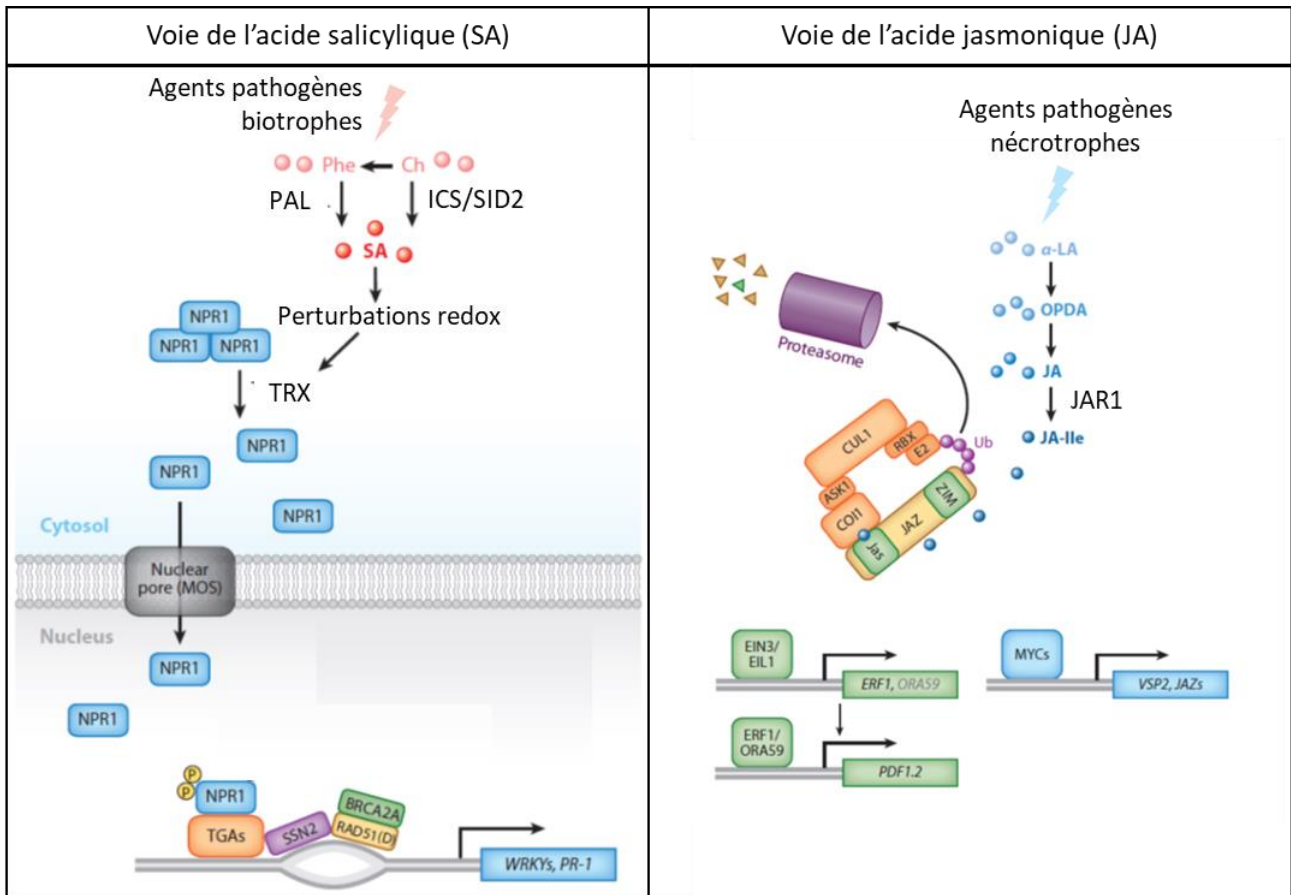 Voie de l'acide salicylique (SA)
Agents pathogènes
biotrophes
Phe
Ch
PAL
ICS/SID2
SA
Perturbations redox
NPR1
NPR1
NPR1
TRX
NPR1
NPR1
NPR1
Cytosol
Nuclear
pore (MOS)
Nucleus
NPR1
NPR1
P
P
NPR1
TGAs
SSN2
BRCA2A
RAD51(D)
WRKYs, PR-1
Voie de l'acide jasmonique (JA)
Agents pathogènes
nécrotrophes
α-LA
OPDA
JA
JAR1
JA-Ile
Proteasome
CUL1
RBX
E2
Ub
ASK1
COI1
Jas
JAZ
ZIM
EIN3/
EIL1
ERF1, ORA59
MYCs
VSP2, JAZs
ERF1/
ORA59
PDF1.2